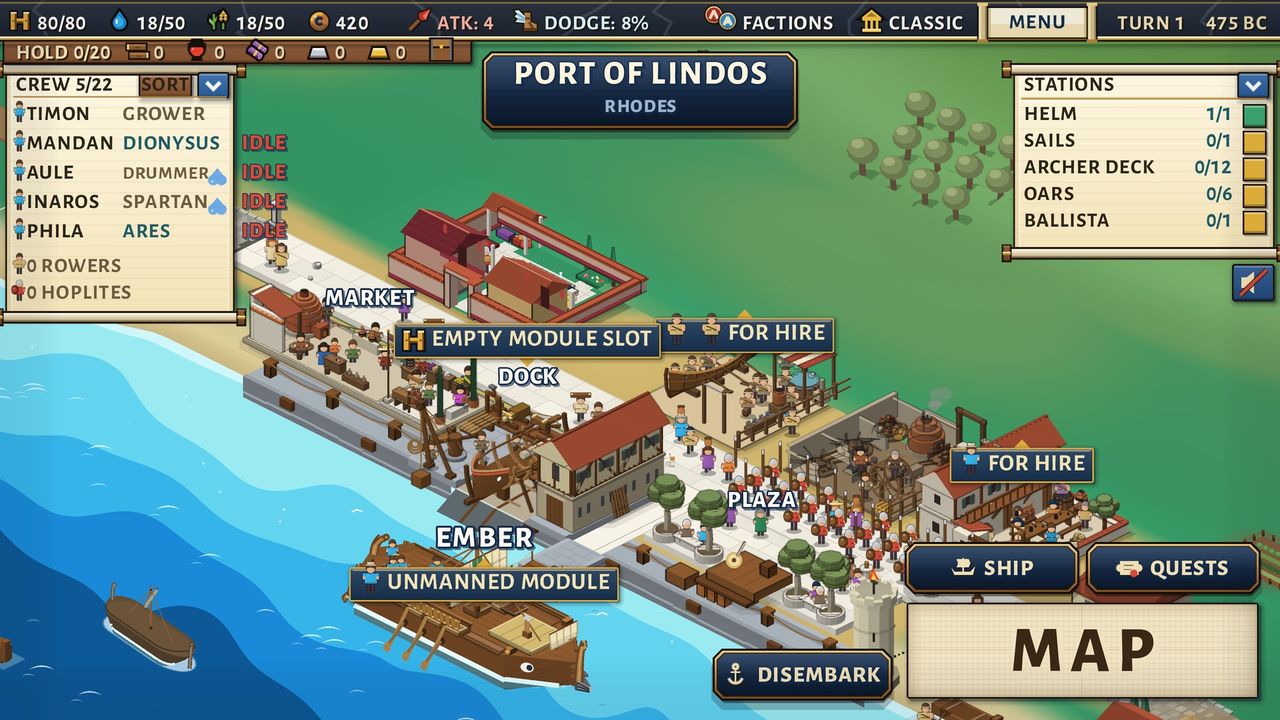 80/80 18/50 18/50 420 ATK: 4 DODGE: 8% FACTIONS CLASSIC MENU TURN 1 475 BC
HOLD 0/20 0 0 0 0 0
CREW 5/22 SORT
TIMON GROWER
MANDAN DIONYSUS IDLE
AULE DRUMMER IDLE
INAROS SPARTAN IDLE
PHILA ARES IDLE
0 ROWERS
0 HOPLITES
PORT OF LINDOS
RHODES
STATIONS
HELM 1/1
SAILS 0/1
ARCHER DECK 0/12
OARS 0/6
BALLISTA 0/1
MARKET
EMPTY MODULE SLOT
FOR HIRE
DOCK
FOR HIRE
PLAZA
EMBER
UNMANNED MODULE
SHIP
QUESTS
MAP
DISEMBARK